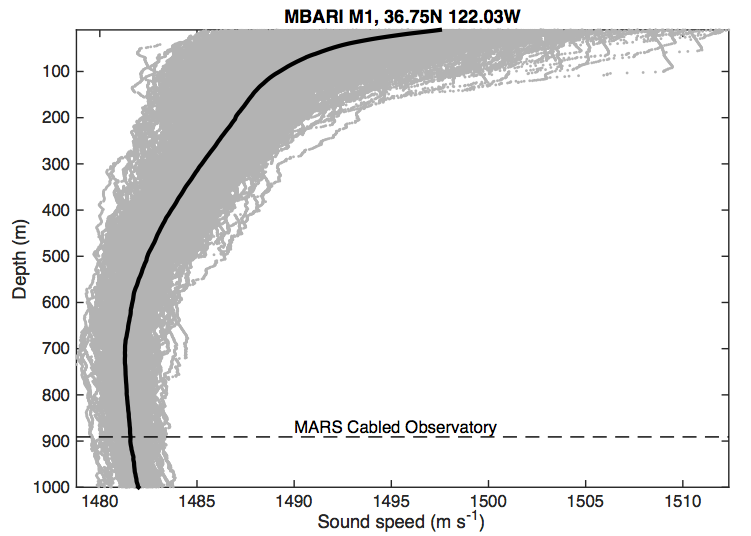 MBARI M1, 36.75N 122.03W
100
200
300
400
500
600
700
800
900
1000
Depth (m)
MARS Cabled Observatory
1480 1485 1490 1495 1500 1505 1510
Sound speed (m s⁻¹)